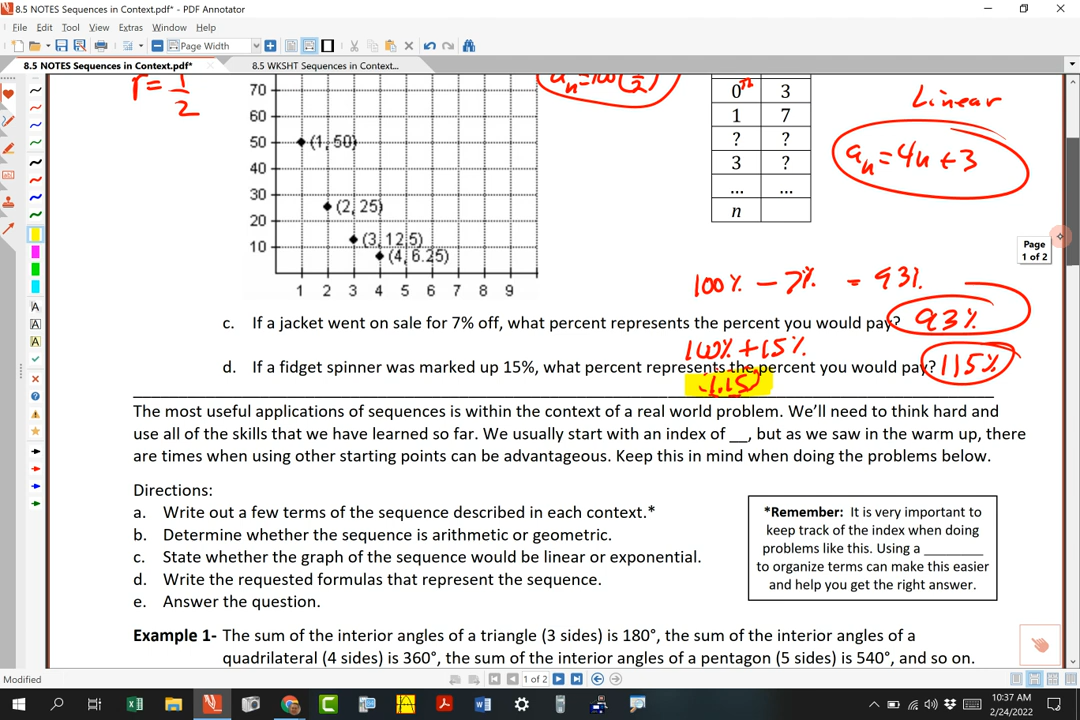 8.5 NOTES Sequences in Context.pdf* - PDF Annotator
File Edit Tool View Extras Window Help
Page Width
8.5 NOTES Sequences in Context.pdf* 8.5 WKSHT Sequences in Context...
r = 1/2
70
60
50
40
30
20
10
(1, 50)
(2, 25)
(3, 12.5)
(4, 6.25)
1 2 3 4 5 6 7 8 9
0 3
1 7
? ?
3 ?
... ...
n
Linear
aₙ = 4n + 3
Page
1 of 2
100% - 7% = 93%
c. If a jacket went on sale for 7% off, what percent represents the percent you would pay? 93%
100% + 15%
d. If a fidget spinner was marked up 15%, what percent represents the percent you would pay? 115%
1.15
The most useful applications of sequences is within the context of a real world problem. We’ll need to think hard and
use all of the skills that we have learned so far. We usually start with an index of __, but as we saw in the warm up, there
are times when using other starting points can be advantageous. Keep this in mind when doing the problems below.
Directions:
a. Write out a few terms of the sequence described in each context.*
b. Determine whether the sequence is arithmetic or geometric.
c. State whether the graph of the sequence would be linear or exponential.
d. Write the requested formulas that represent the sequence.
e. Answer the question.
*Remember: It is very important to
keep track of the index when doing
problems like this. Using a ________
to organize terms can make this easier
and help you get the right answer.
Example 1- The sum of the interior angles of a triangle (3 sides) is 180°, the sum of the interior angles of a
quadrilateral (4 sides) is 360°, the sum of the interior angles of a pentagon (5 sides) is 540°, and so on.
Modified
1 of 2
10:37 AM
2/24/2022